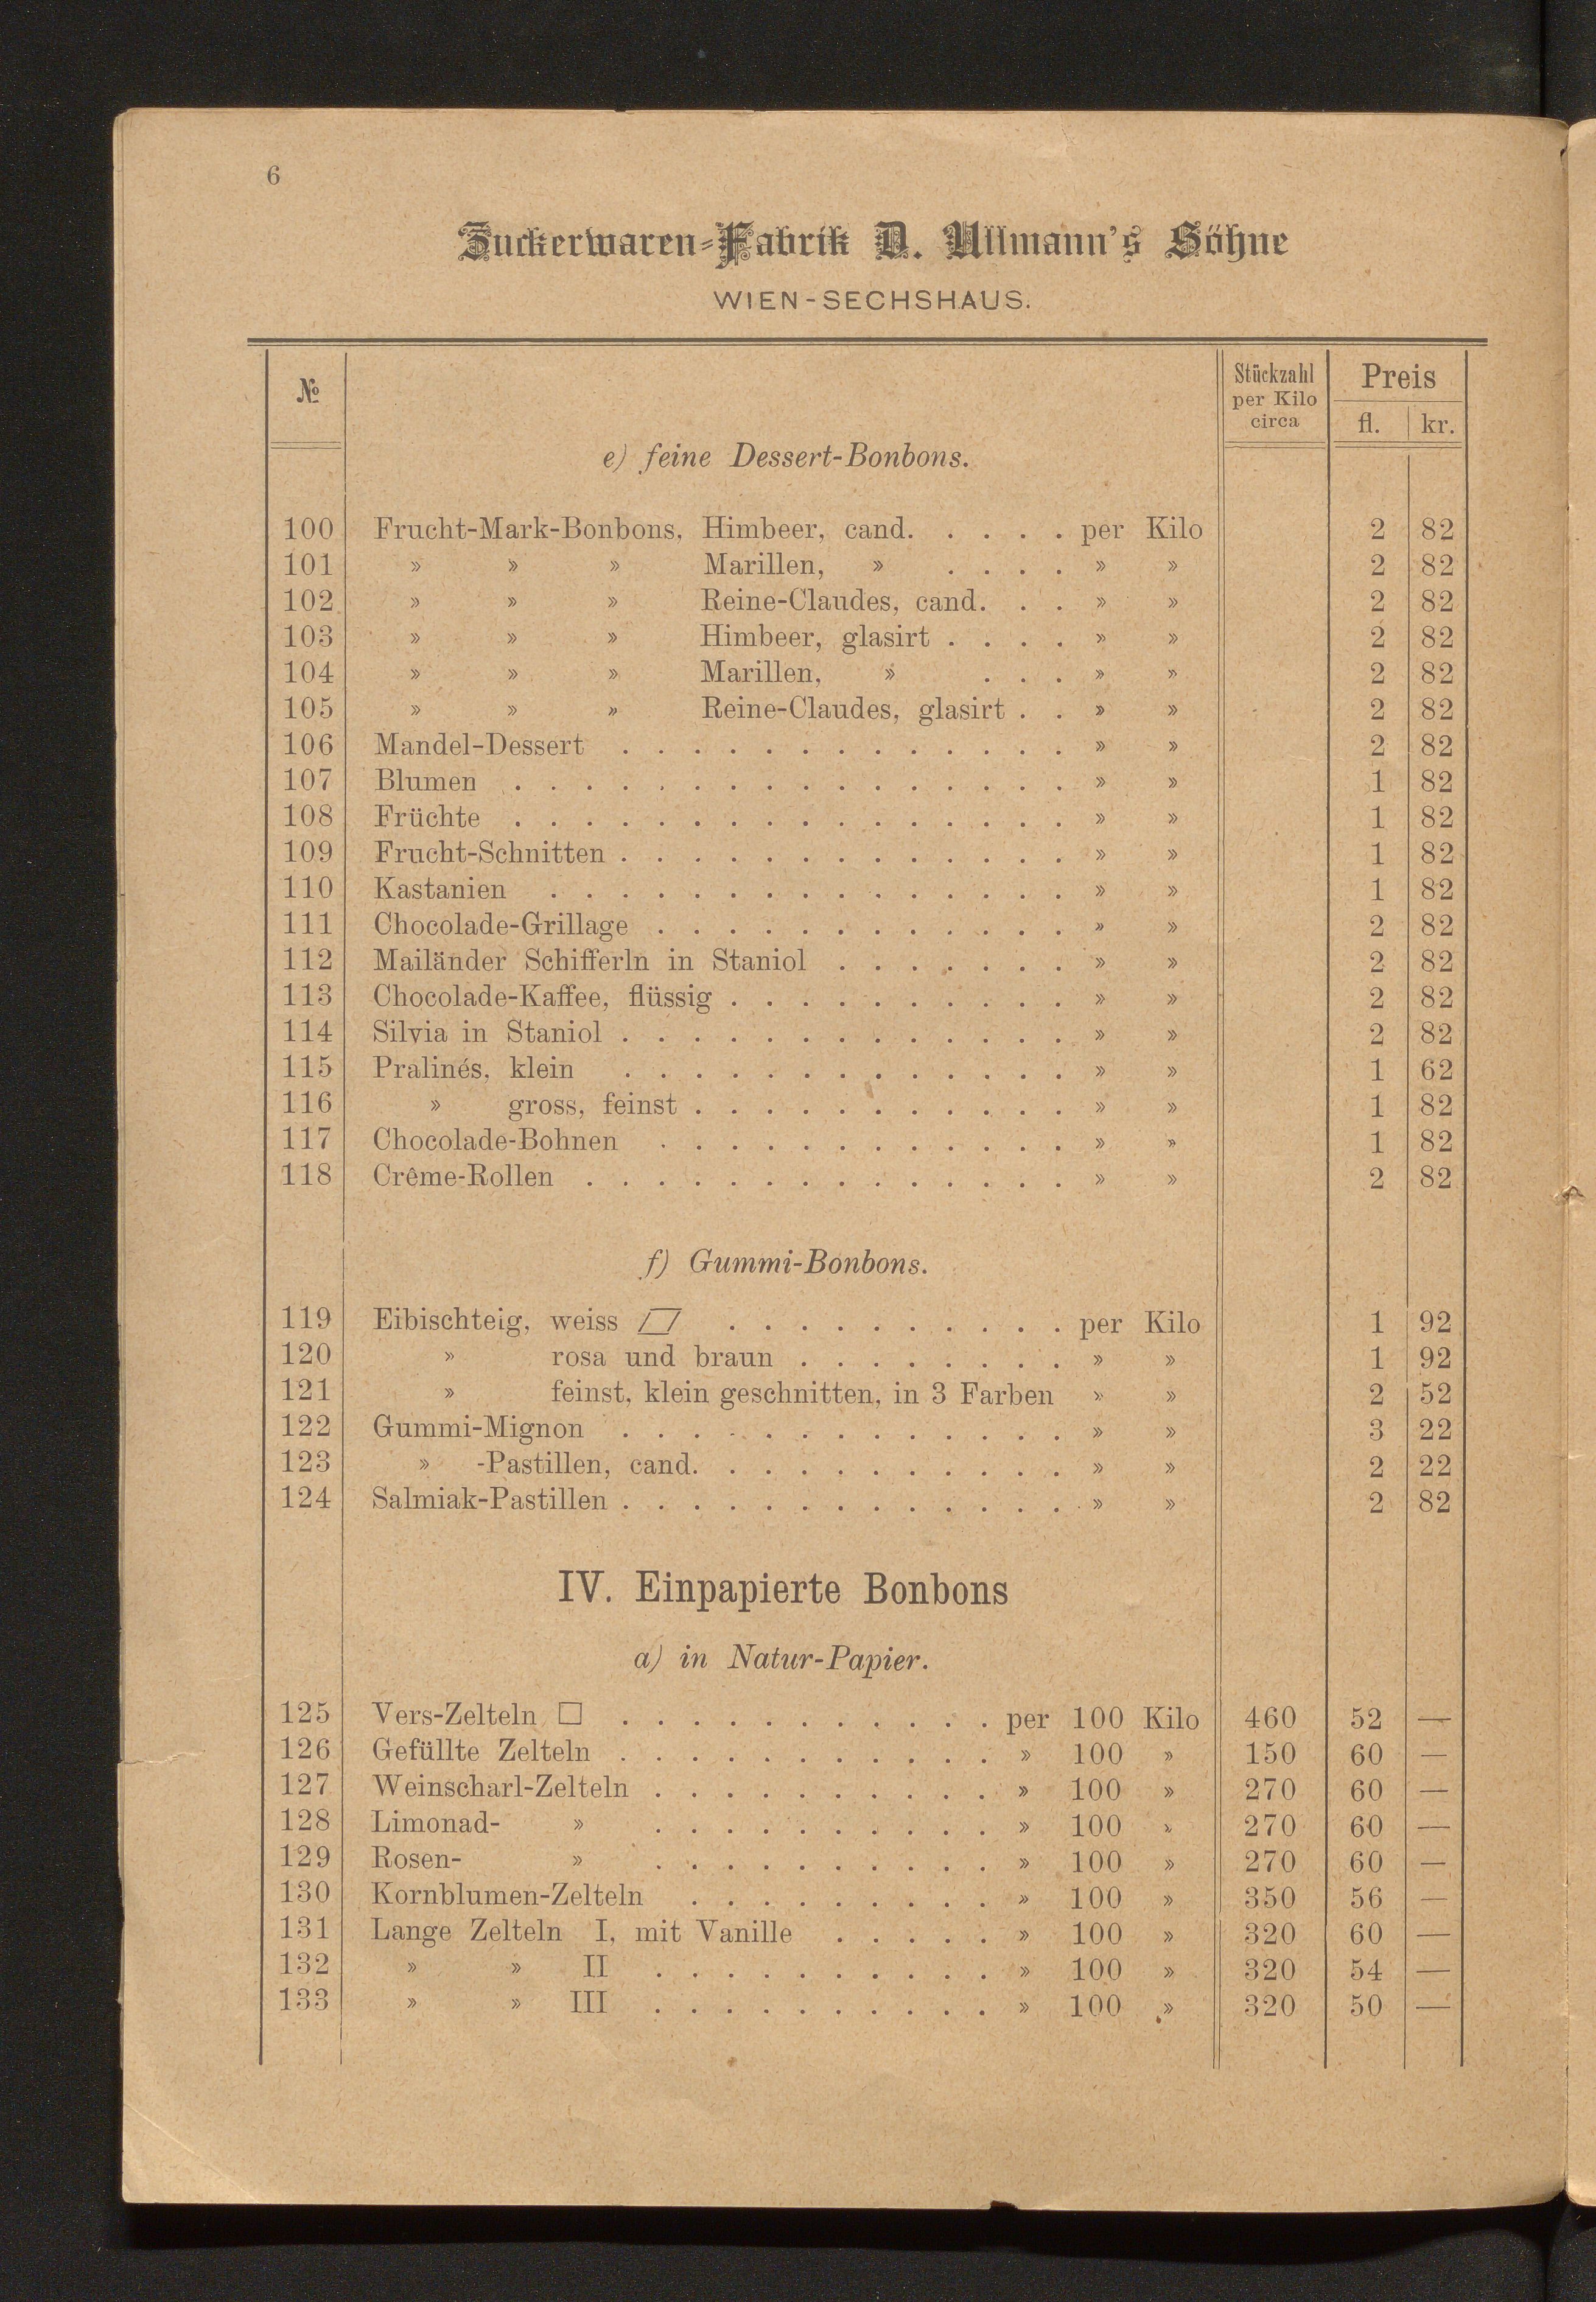 6
Zuckerwaren-Fabrik D. Ullmann's Söhne
WIEN-SECHSHAUS.
№ Stückzahl per Kilo circa Preis
fl. kr.
e) feine Dessert-Bonbons.
100 Frucht-Mark-Bonbons, Himbeer, cand. . . . . . per Kilo 2 82
101 » » » Marillen, » . . . . » » 2 82
102 » » » Reine-Claudes, cand. . . » » 2 82
103 » » » Himbeer, glasirt . . . . » » 2 82
104 » » » Marillen, » . . . » » 2 82
105 » » » Reine-Claudes, glasirt . . » » 2 82
106 Mandel-Dessert . . . . . . . . . . . . . » » 2 82
107 Blumen . . . . . . . . . . . . . . . . » » 1 82
108 Früchte . . . . . . . . . . . . . . . . » » 1 82
109 Frucht-Schnitten . . . . . . . . . . . . . » » 1 82
110 Kastanien . . . . . . . . . . . . . . . » » 1 82
111 Chocolade-Grillage . . . . . . . . . . . . » » 2 82
112 Mailänder Schifferln in Staniol . . . . . . . » » 2 82
113 Chocolade-Kaffee, flüssig . . . . . . . . . . » » 2 82
114 Silvia in Staniol . . . . . . . . . . . . . » » 2 82
115 Pralinés, klein . . . . . . . . . . . . . » » 1 62
116 » gross, feinst . . . . . . . . . . . » » 1 82
117 Chocolade-Bohnen . . . . . . . . . . . . » » 1 82
118 Crême-Rollen . . . . . . . . . . . . . . » » 2 82
f) Gummi-Bonbons.
119 Eibischteig, weiss ▱ . . . . . . . . . . per Kilo 1 92
120 » rosa und braun . . . . . . . . » » 1 92
121 » feinst, klein geschnitten, in 3 Farben » » 2 52
122 Gummi-Mignon . . . . . . . . . . . . . » » 3 22
123 » -Pastillen, cand. . . . . . . . . . . » » 2 22
124 Salmiak-Pastillen . . . . . . . . . . . . . » » 2 82
IV. Einpapierte Bonbons
a) in Natur-Papier.
125 Vers-Zelteln □ . . . . . . . . . . . per 100 Kilo 460 52 —
126 Gefüllte Zelteln . . . . . . . . . . . » 100 » 150 60 —
127 Weinscharl-Zelteln . . . . . . . . . . » 100 » 270 60 —
128 Limonad- » . . . . . . . . . . » 100 » 270 60 —
129 Rosen- » . . . . . . . . . . » 100 » 270 60 —
130 Kornblumen-Zelteln . . . . . . . . . » 100 » 350 56 —
131 Lange Zelteln I, mit Vanille . . . . . » 100 » 320 60 —
132 » » II . . . . . . . . . . » 100 » 320 54 —
133 » » III . . . . . . . . . . » 100 » 320 50 —